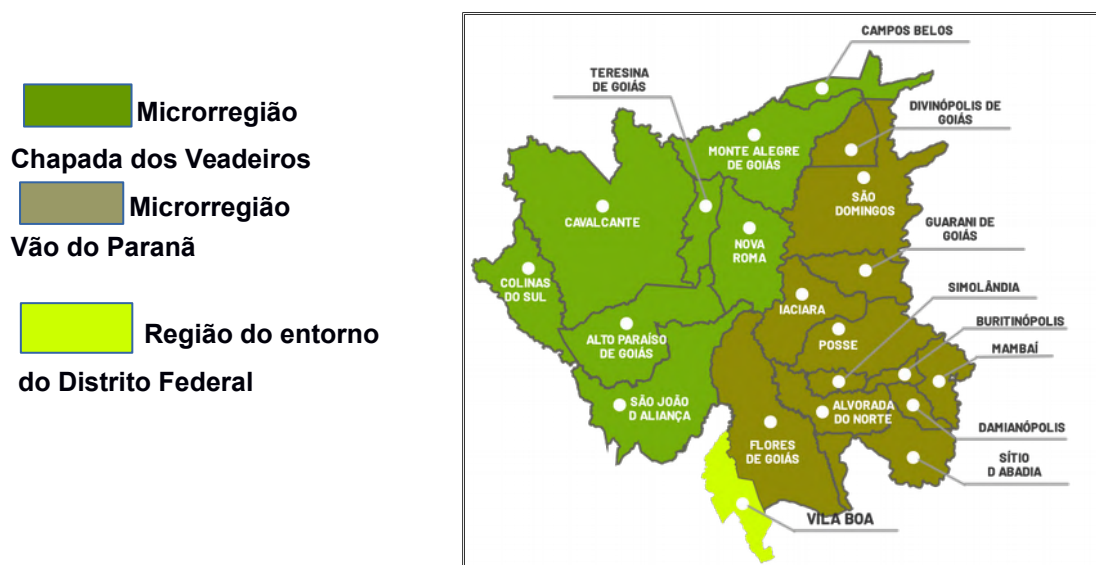 Microrregião
Chapada dos Veadeiros
Microrregião
Vão do Paranã
Região do entorno
do Distrito Federal
CAMPOS BELOS
TERESINA
DE GOIÁS
DIVINÓPOLIS DE
GOIÁS
MONTE ALEGRE
DE GOIÁS
SÃO
DOMINGOS
CAVALCANTE
GUARANI DE
GOIÁS
NOVA
ROMA
COLINAS
DO SUL
SIMOLÂNDIA
IACIARA
BURITINÓPOLIS
ALTO PARAÍSO
DE GOIÁS
POSSE
MAMBAÍ
SÃO JOÃO
D ALIANÇA
ALVORADA
DO NORTE
DAMIANÓPOLIS
FLORES
DE GOIÁS
SÍTIO
D ABADIA
VILA BOA